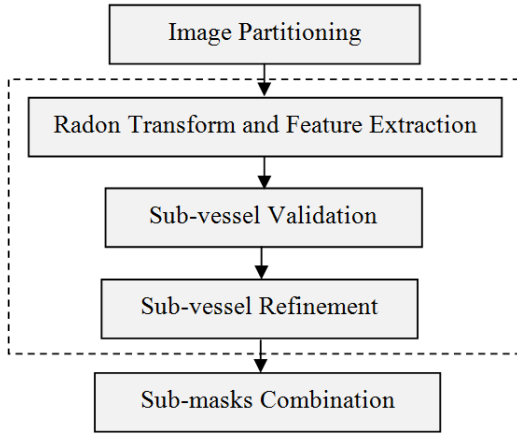 Image Partitioning
Radon Transform and Feature Extraction
Sub-vessel Validation
Sub-vessel Refinement
Sub-masks Combination